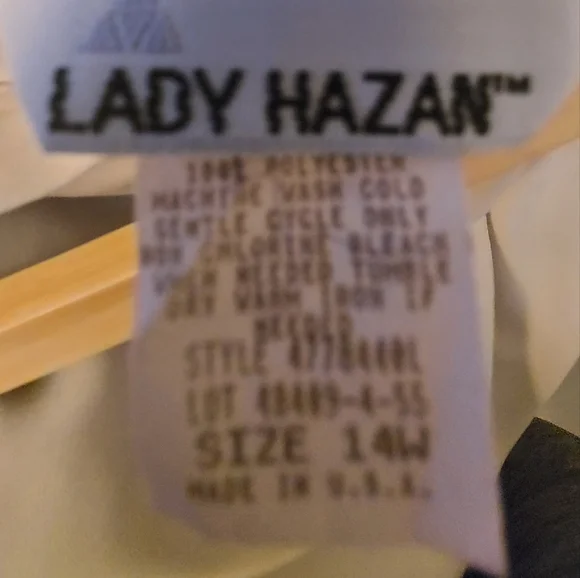 LADY HAZAN™
100% POLYESTER
MACHINE WASH COLD
GENTLE CYCLE ONLY
NON CHLORINE BLEACH
WHEN NEEDED TUMBLE
DRY WARM IRON IF
NEEDED
STYLE
LOT
SIZE 14W
MADE IN U.S.A.